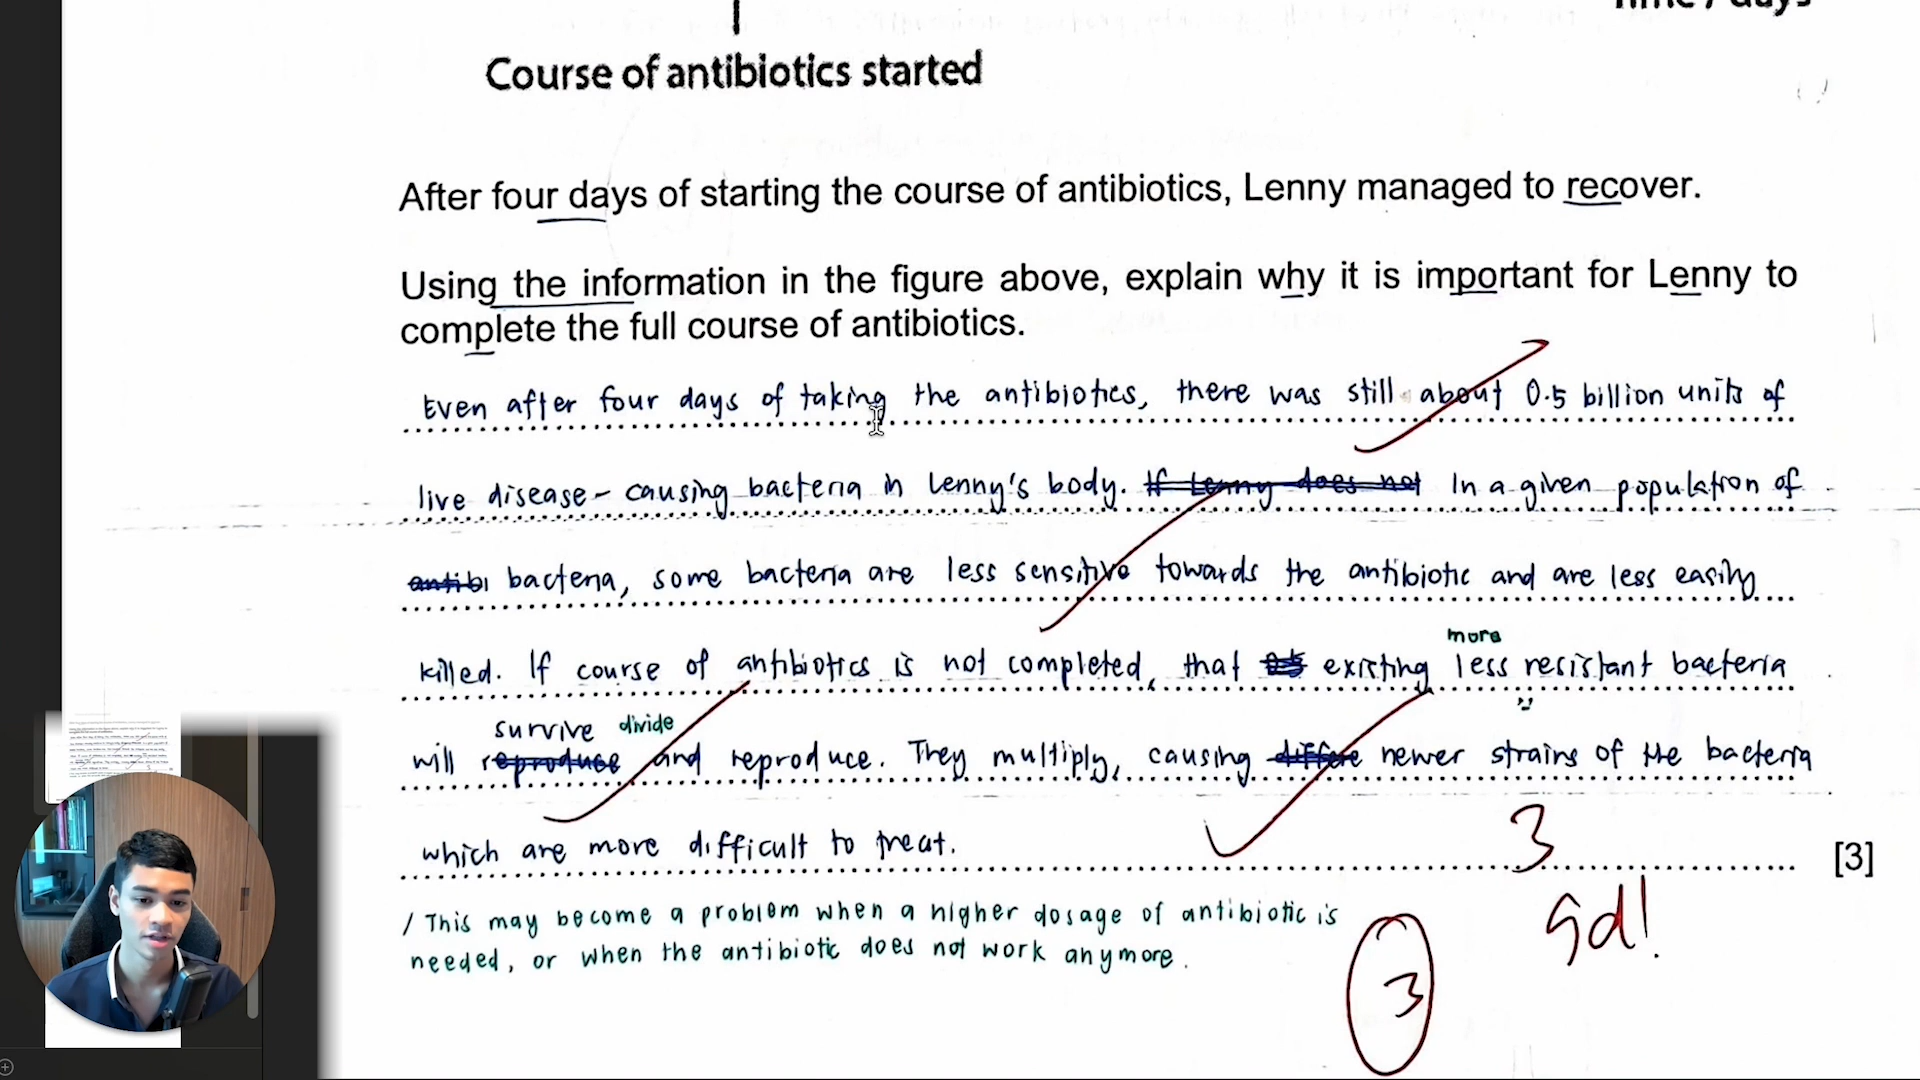 Time / days
Course of antibiotics started
After four days of starting the course of antibiotics, Lenny managed to recover.
Using the information in the figure above, explain why it is important for Lenny to
complete the full course of antibiotics.
Even after four days of taking the antibiotics, there was still about 0.5 billion units of
live disease-causing bacteria in Lenny's body. If Lenny does not In a given population of
antibi bacteria, some bacteria are less sensitive towards the antibiotic and are less easily
more
killed. If course of antibiotics is not completed, that existing less resistant bacteria
survive divide
will reproduce and reproduce. They multiply, causing newer strains of the bacteria
which are more difficult to treat.
3
[3]
/ This may become a problem when a higher dosage of antibiotic is
needed, or when the antibiotic does not work anymore.
Gd!
3